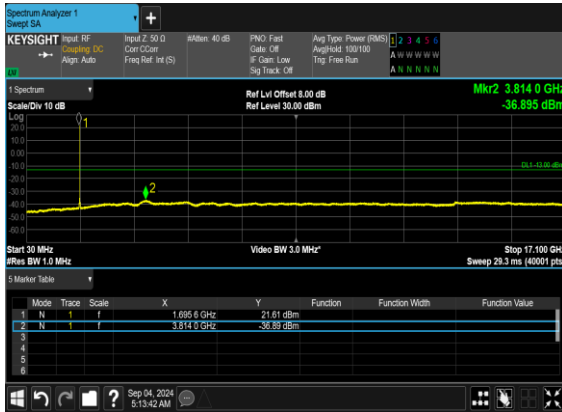 Spectrum Analyzer 1
Swept SA
+
KEYSIGHT Input: RF Input Z: 50 Ω #Atten: 40 dB PNO: Fast Avg Type: Power (RMS) 1 2 3 4 5 6
Coupling: DC Corr CCorr Gate: Off Avg|Hold: 100/100 A W W W W W
Align: Auto Freq Ref: Int (S) IF Gain: Low Trig: Free Run
LXI Sig Track: Off A N N N N N
1 Spectrum Ref Lvl Offset 8.00 dB Mkr2 3.814 0 GHz
Scale/Div 10 dB Ref Level 30.00 dBm -36.895 dBm
Log
20.0
10.0
0.00
-10.0
-20.0
-30.0
-40.0
-50.0
-60.0
1
DL1 -13.00 dBm
2
Start 30 MHz Video BW 3.0 MHz* Stop 17.100 GHz
#Res BW 1.0 MHz Sweep 29.3 ms (40001 pts)
5 Marker Table
Mode Trace Scale X Y Function Function Width Function Value
1 N 1 f 1.695 6 GHz 21.61 dBm
2 N 1 f 3.814 0 GHz -36.89 dBm
3
4
5
6
? Sep 04, 2024
5:13:42 AM